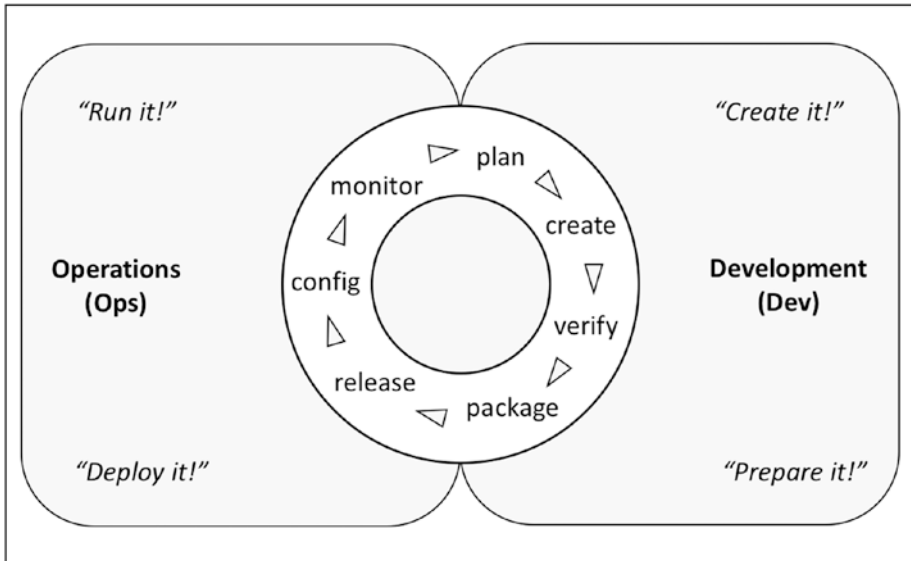 “Run it!”
“Create it!”
plan
monitor
create
Operations
(Ops)
config
Development
(Dev)
verify
release
package
“Deploy it!”
“Prepare it!”